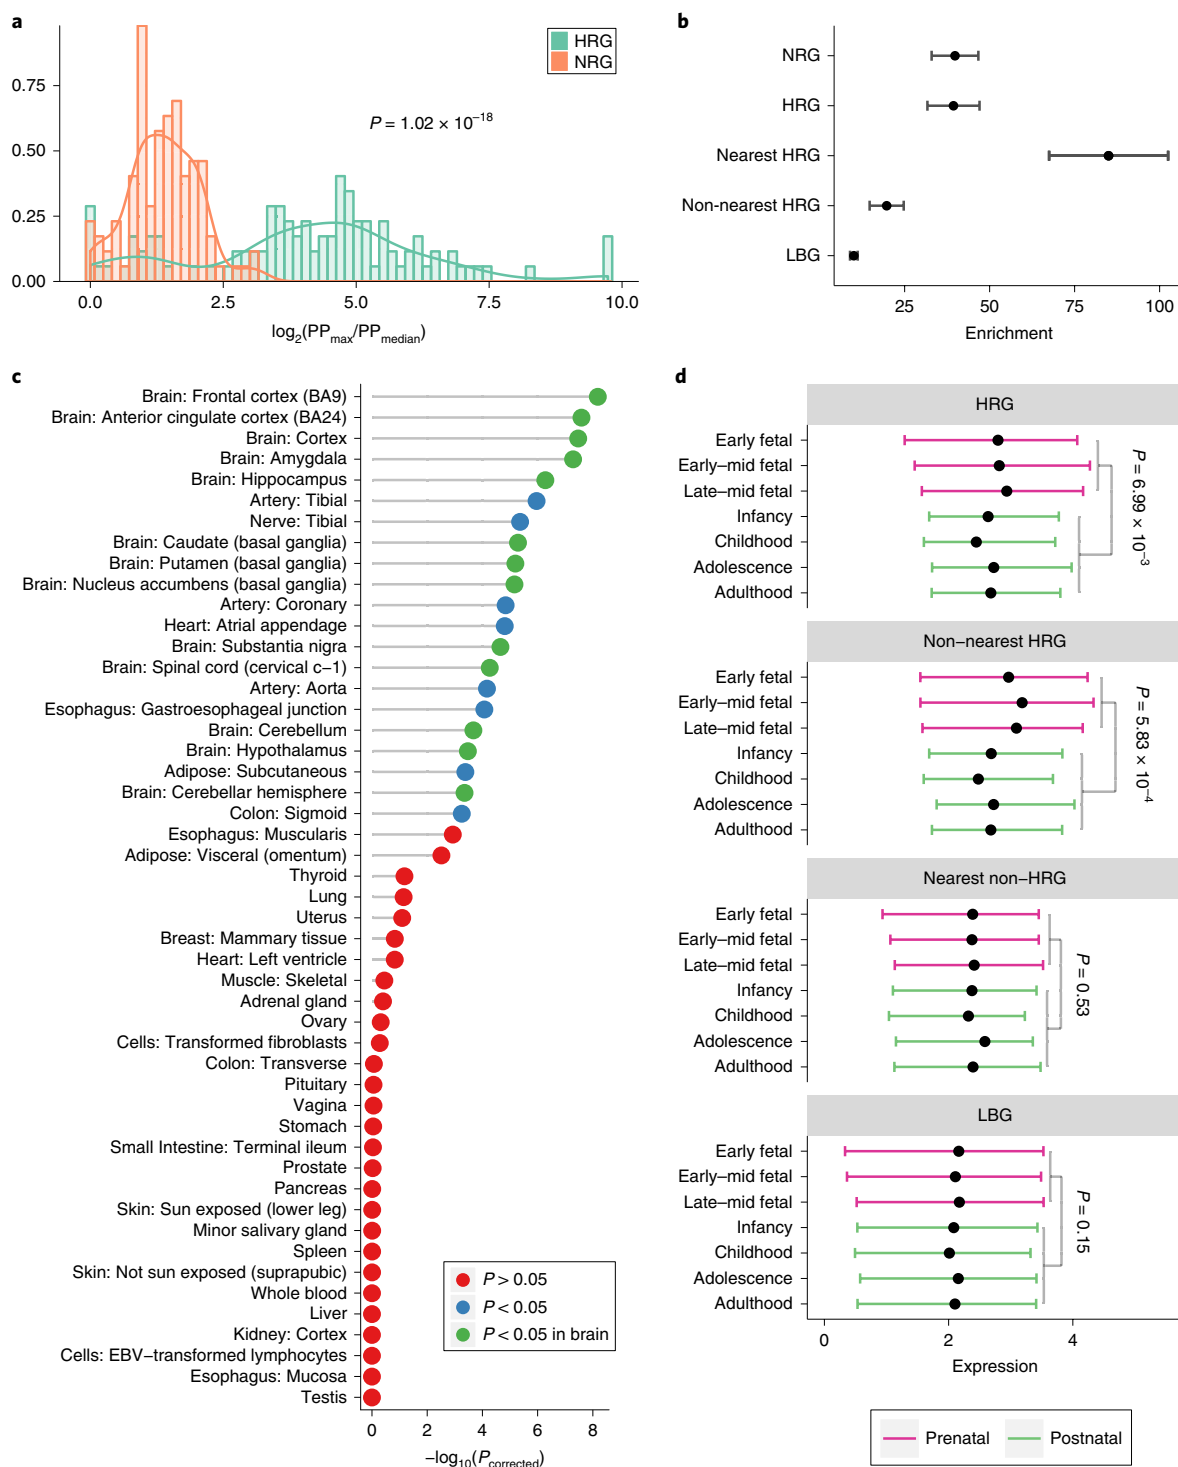 a
HRG
NRG
P = 1.02 × 10−18
0.75
0.50
0.25
0.00
0.0 2.5 5.0 7.5 10.0
log2(PPmax/PPmedian)
b
NRG
HRG
Nearest HRG
Non−nearest HRG
LBG
25 50 75 100
Enrichment
c
Brain: Frontal cortex (BA9)
Brain: Anterior cingulate cortex (BA24)
Brain: Cortex
Brain: Amygdala
Brain: Hippocampus
Artery: Tibial
Nerve: Tibial
Brain: Caudate (basal ganglia)
Brain: Putamen (basal ganglia)
Brain: Nucleus accumbens (basal ganglia)
Artery: Coronary
Heart: Atrial appendage
Brain: Substantia nigra
Brain: Spinal cord (cervical c−1)
Artery: Aorta
Esophagus: Gastroesophageal junction
Brain: Cerebellum
Brain: Hypothalamus
Adipose: Subcutaneous
Brain: Cerebellar hemisphere
Colon: Sigmoid
Esophagus: Muscularis
Adipose: Visceral (omentum)
Thyroid
Lung
Uterus
Breast: Mammary tissue
Heart: Left ventricle
Muscle: Skeletal
Adrenal gland
Ovary
Cells: Transformed fibroblasts
Colon: Transverse
Pituitary
Vagina
Stomach
Small Intestine: Terminal ileum
Prostate
Pancreas
Skin: Sun exposed (lower leg)
Minor salivary gland
Spleen
Skin: Not sun exposed (suprapubic)
Whole blood
Liver
Kidney: Cortex
Cells: EBV−transformed lymphocytes
Esophagus: Mucosa
Testis
P > 0.05
P < 0.05
P < 0.05 in brain
0 2 4 6 8
−log10(Pcorrected)
d
HRG
Early fetal
Early−mid fetal
Late−mid fetal
Infancy
Childhood
Adolescence
Adulthood
P = 6.99 × 10−3
Non−nearest HRG
Early fetal
Early−mid fetal
Late−mid fetal
Infancy
Childhood
Adolescence
Adulthood
P = 5.83 × 10−4
Nearest non−HRG
Early fetal
Early−mid fetal
Late−mid fetal
Infancy
Childhood
Adolescence
Adulthood
P = 0.53
LBG
Early fetal
Early−mid fetal
Late−mid fetal
Infancy
Childhood
Adolescence
Adulthood
P = 0.15
0 2 4
Expression
Prenatal Postnatal